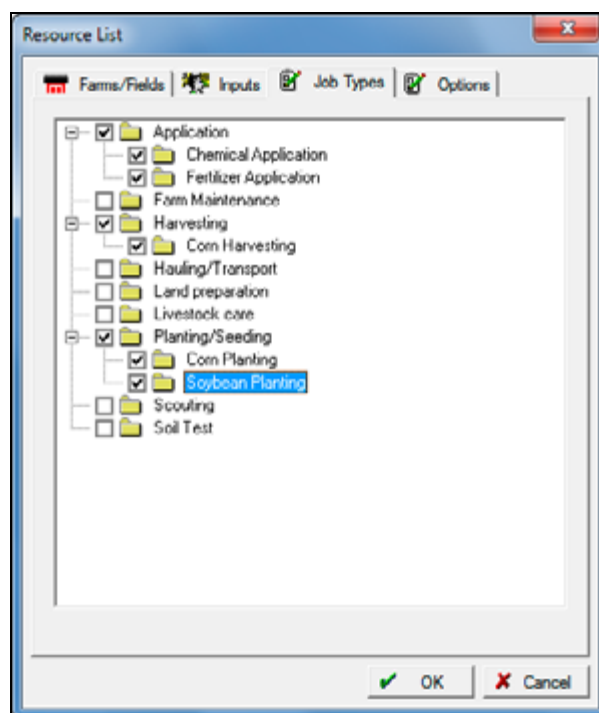 Resource List
Farms/Fields Inputs Job Types Options
Application
Chemical Application
Fertilizer Application
Farm Maintenance
Harvesting
Corn Harvesting
Hauling/Transport
Land preparation
Livestock care
Planting/Seeding
Corn Planting
Soybean Planting
Scouting
Soil Test
OK Cancel